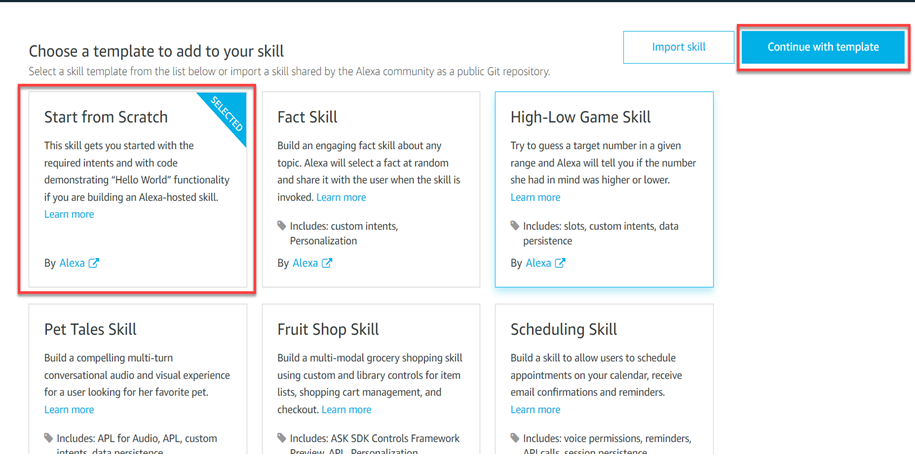 Choose a template to add to your skill
Import skill
Continue with template
Select a skill template from the list below or import a skill shared by the Alexa community as a public Git repository.
Start from Scratch
SELECTED
This skill gets you started with the
required intents and with code
demonstrating “Hello World” functionality
if you are building an Alexa-hosted skill.
Learn more
By Alexa
Fact Skill
Build an engaging fact skill about any
topic. Alexa will select a fact at random
and share it with the user when the skill is
invoked. Learn more
Includes: custom intents,
Personalization
By Alexa
High-Low Game Skill
Try to guess a target number in a given
range and Alexa will tell you if the number
she had in mind was higher or lower.
Learn more
Includes: slots, custom intents, data
persistence
By Alexa
Pet Tales Skill
Build a compelling multi-turn
conversational audio and visual experience
for a user looking for her favorite pet.
Learn more
Includes: APL for Audio, APL, custom
intents, data persistence
Fruit Shop Skill
Build a multi-modal grocery shopping skill
using custom and library controls for item
lists, shopping cart management, and
checkout. Learn more
Includes: ASK SDK Controls Framework
Preview, APL, Personalization
Scheduling Skill
Build a skill to allow users to schedule
appointments on your calendar, receive
email confirmations and reminders.
Learn more
Includes: voice permissions, reminders,
API calls, session persistence